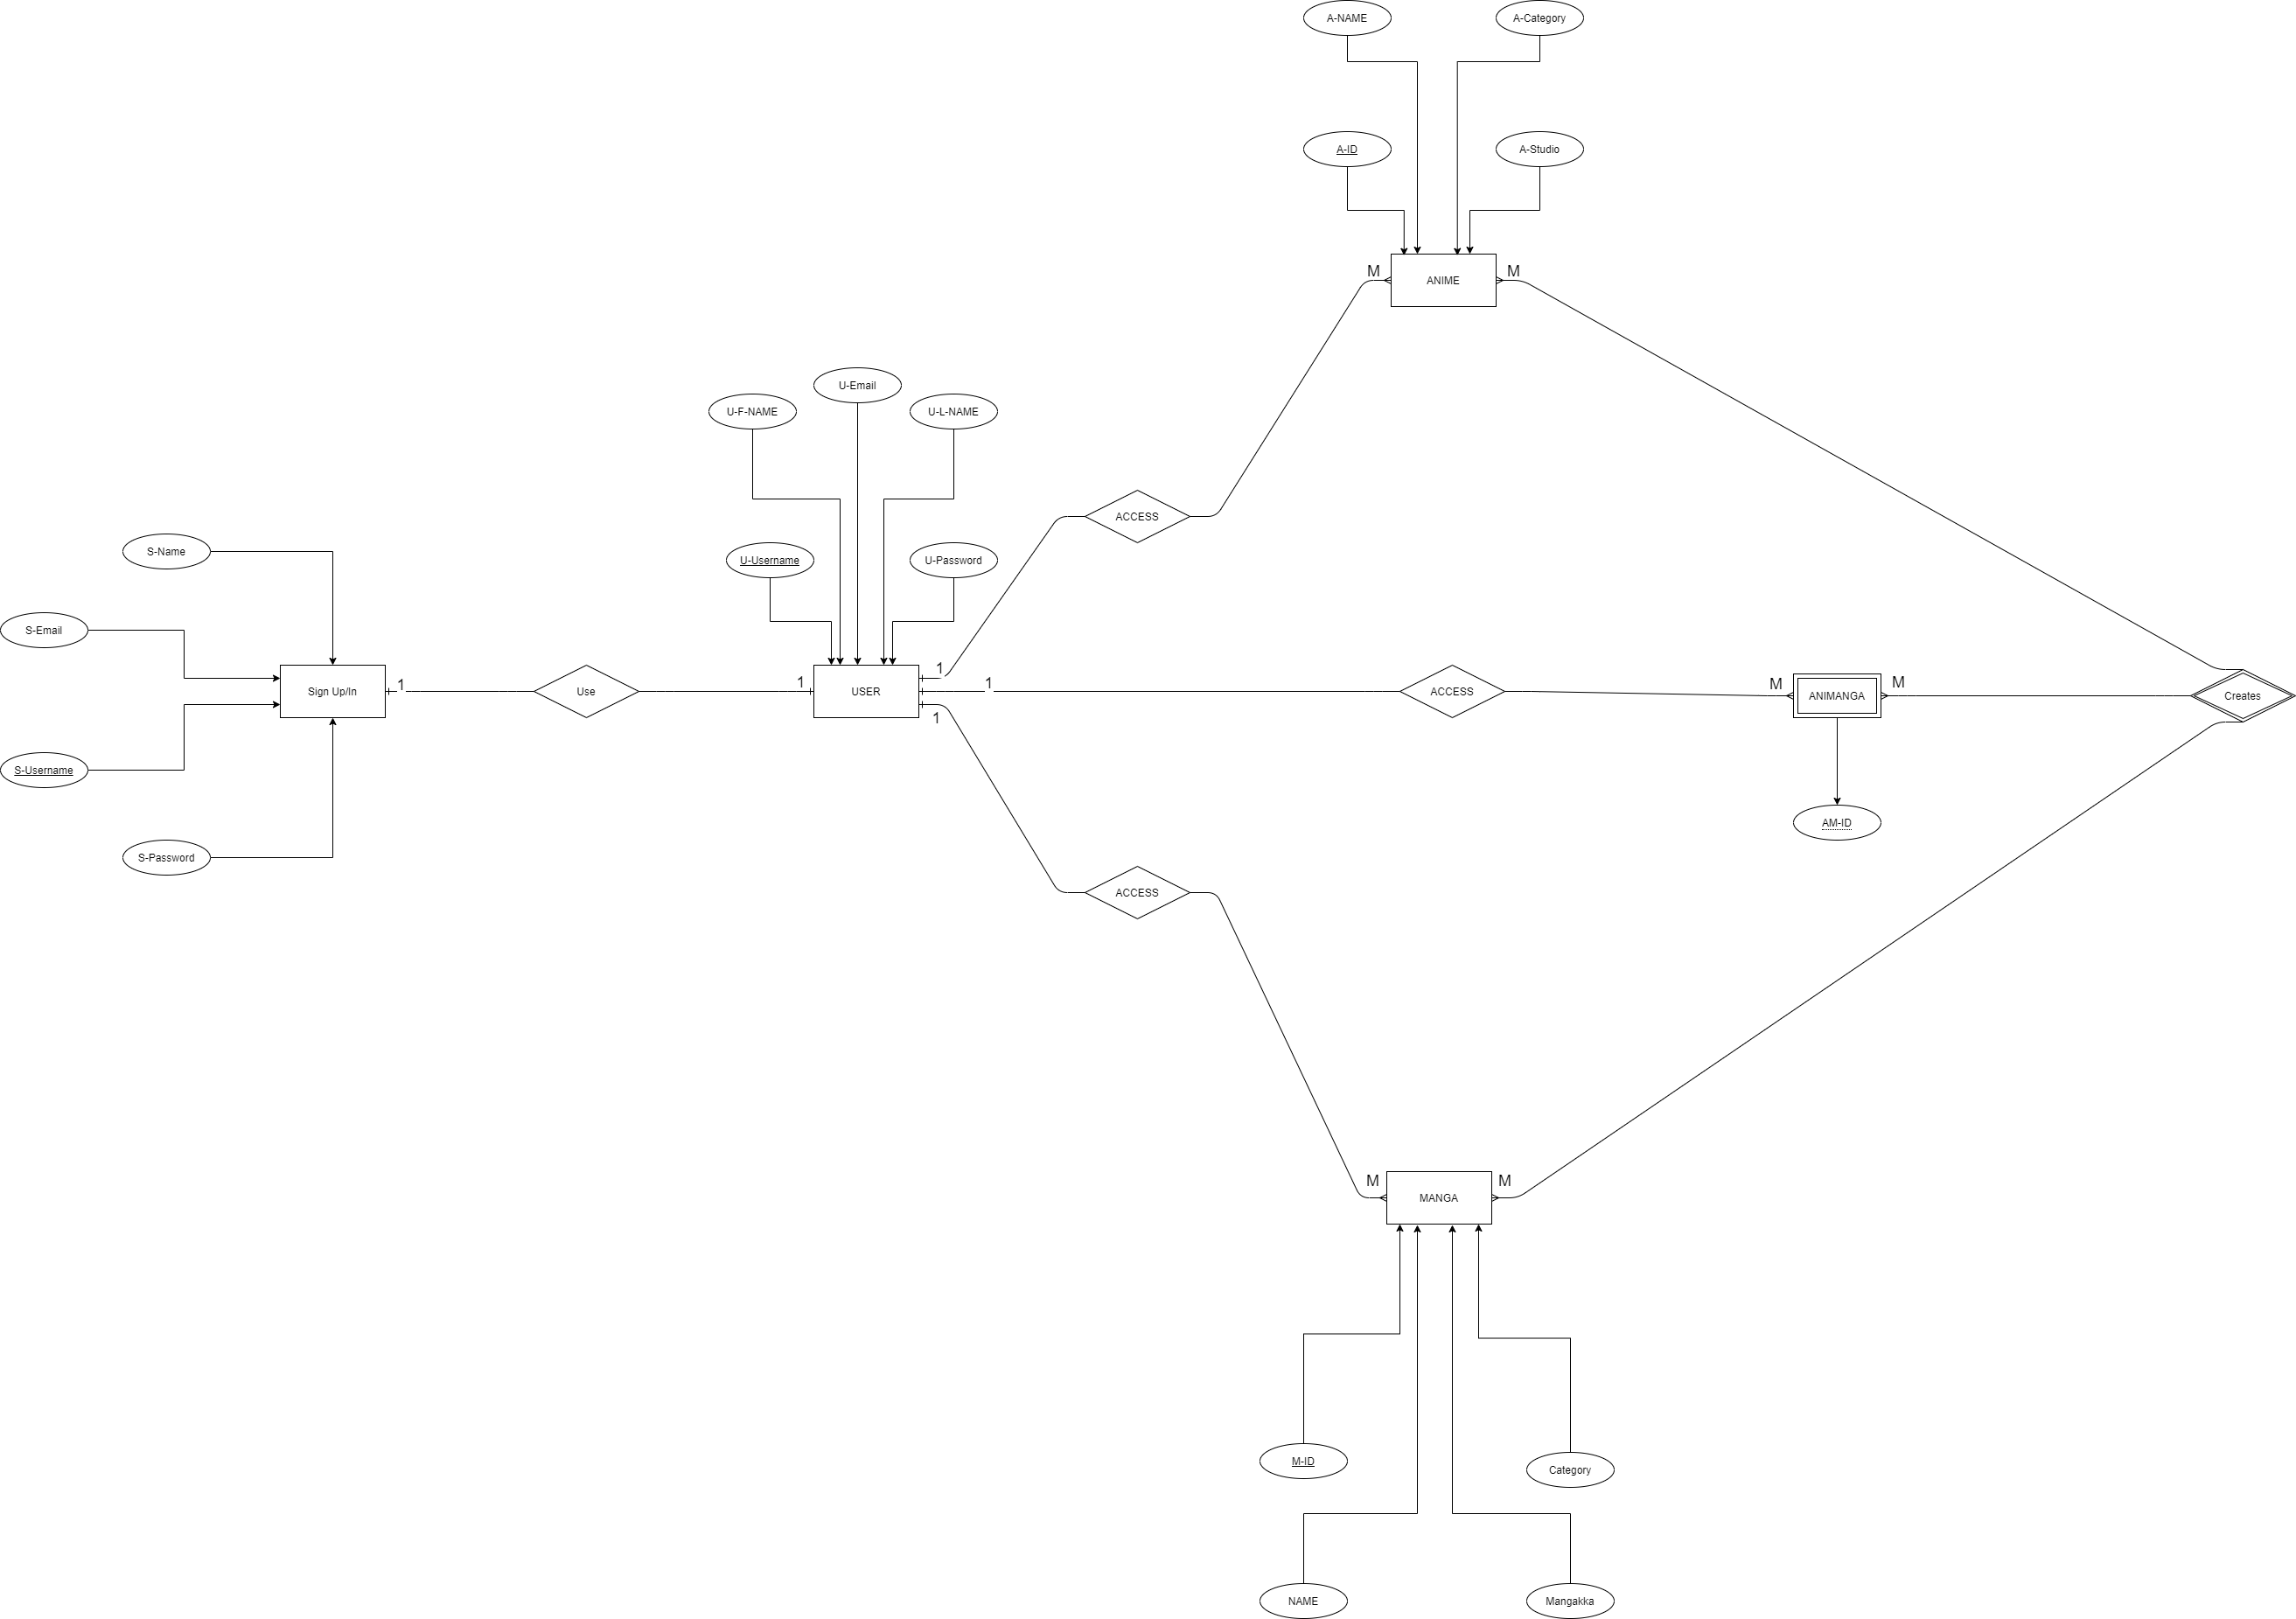 A-NAME
A-Category
A-ID
A-Studio
M
ANIME
M
U-Email
U-F-NAME
U-L-NAME
ACCESS
S-Name
U-Username
U-Password
S-Email
1
1
1
1
M
M
Sign Up/In
Use
USER
ACCESS
ANIMANGA
Creates
1
S-Username
AM-ID
S-Password
ACCESS
M
M
MANGA
M-ID
Category
NAME
Mangakka